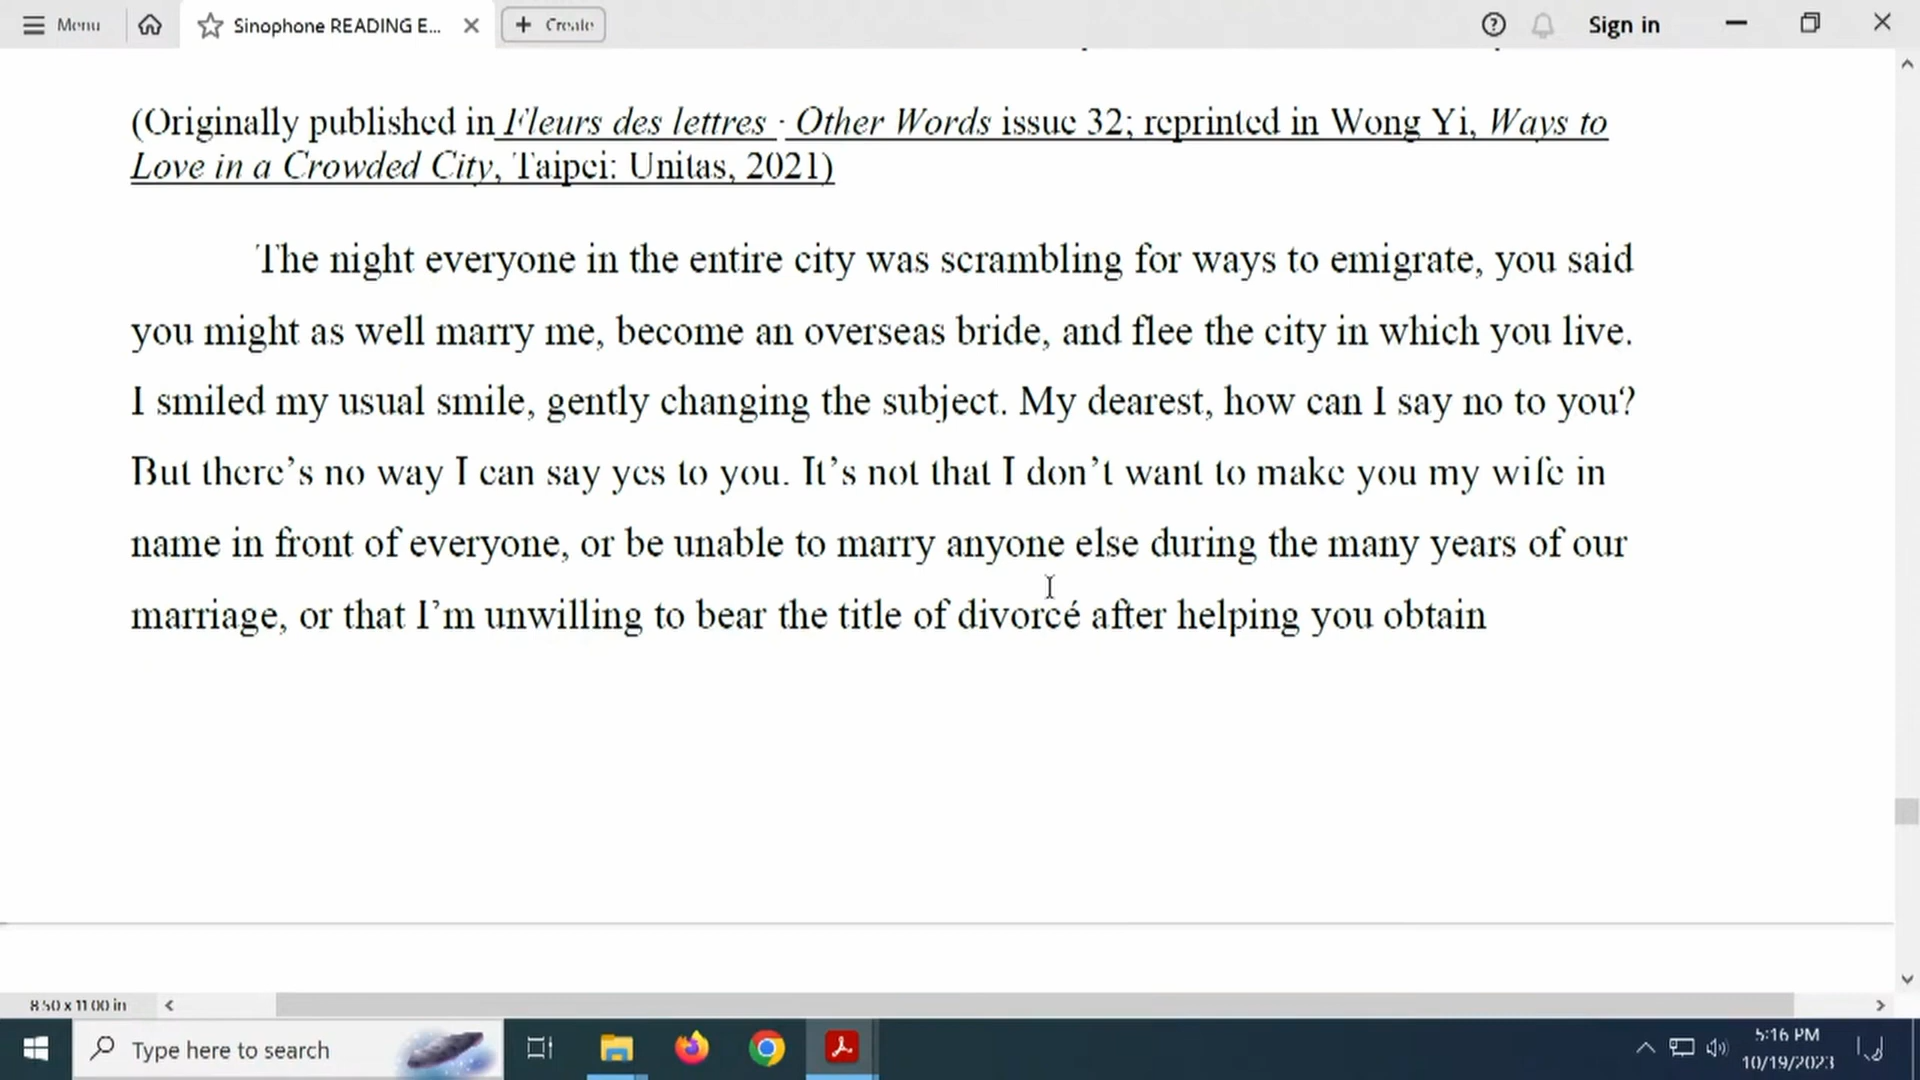 Menu
Sinophone READING E...
Create
Sign in
(Originally published in Fleurs des lettres · Other Words issue 32; reprinted in Wong Yi, Ways to
Love in a Crowded City, Taipei: Unitas, 2021)
The night everyone in the entire city was scrambling for ways to emigrate, you said
you might as well marry me, become an overseas bride, and flee the city in which you live.
I smiled my usual smile, gently changing the subject. My dearest, how can I say no to you?
But there’s no way I can say yes to you. It’s not that I don’t want to make you my wife in
name in front of everyone, or be unable to marry anyone else during the many years of our
marriage, or that I’m unwilling to bear the title of divorcé after helping you obtain
8.50 x 11.00 in
Type here to search
5:16 PM
10/19/2023